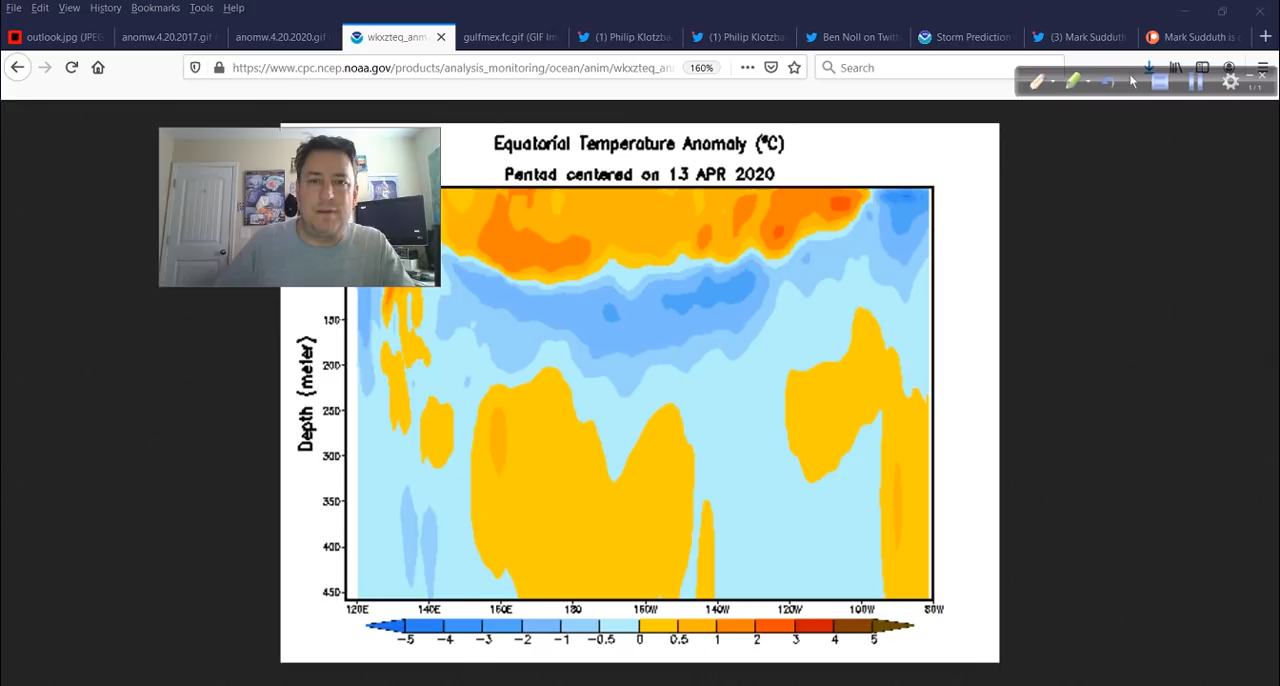 File Edit View History Bookmarks Tools Help
outlook.jpg (JPEG anomw.4.20.2017.gif anomw.4.20.2020.gif wkxzteq_anm gulfmex.fc.gif (GIF Im (1) Philip Klotzba (1) Philip Klotzba Ben Noll on Twitt Storm Prediction (3) Mark Sudduth Mark Sudduth is
https://www.cpc.ncep.noaa.gov/products/analysis_monitoring/ocean/anim/wkxzteq_an 160% Search
1/1
Equatorial Temperature Anomaly (°C)
Pentad centered on 13 APR 2020
Depth (meter)
150
200
250
300
350
400
450
120E 140E 160E 180 160W 140W 120W 100W 80W
-5 -4 -3 -2 -1 -0.5 0 0.5 1 2 3 4 5